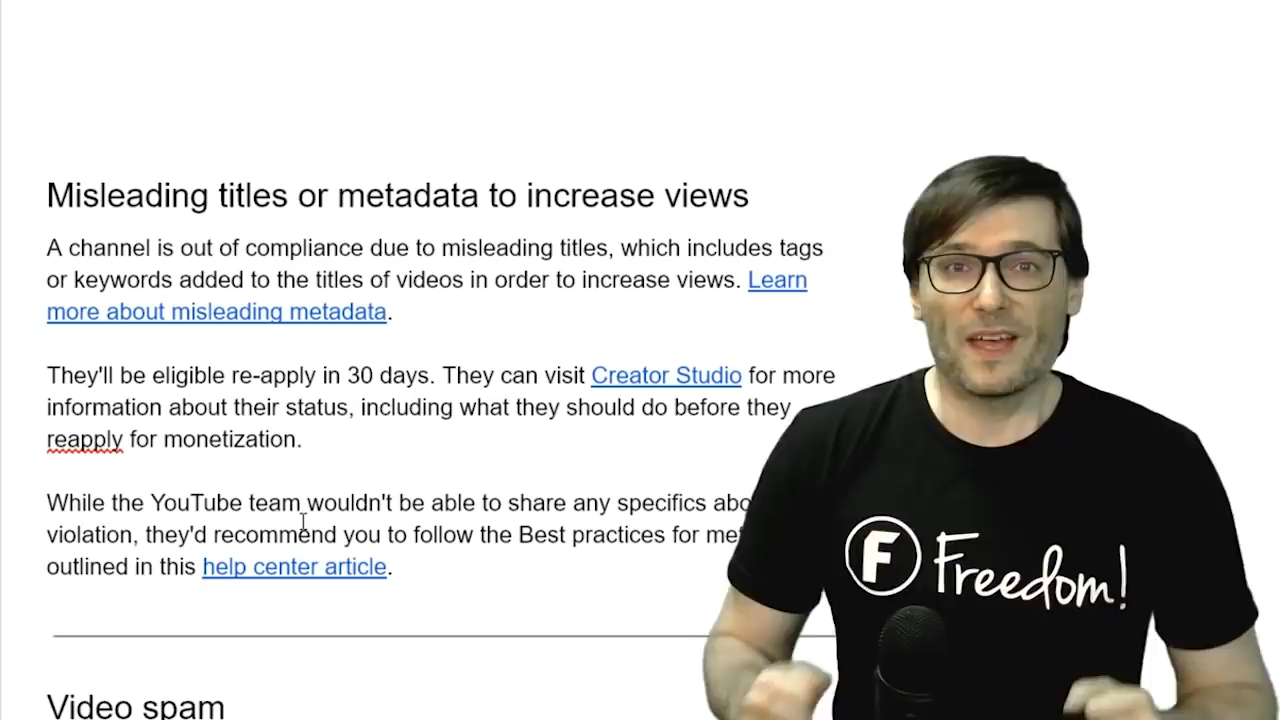 Misleading titles or metadata to increase views
A channel is out of compliance due to misleading titles, which includes tags
or keywords added to the titles of videos in order to increase views. Learn
more about misleading metadata.
They'll be eligible re-apply in 30 days. They can visit Creator Studio for more
information about their status, including what they should do before they
reapply for monetization.
While the YouTube team wouldn't be able to share any specifics
violation, they'd recommend you to follow the Best practices for
outlined in this help center article.
F Freedom!
Video spam